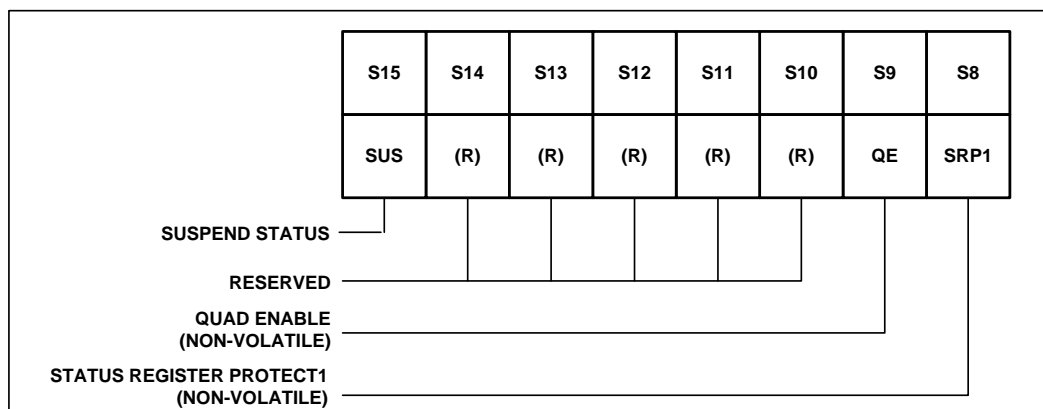 S15 S14 S13 S12 S11 S10 S9 S8
SUS (R) (R) (R) (R) (R) QE SRP1
SUSPEND STATUS
RESERVED
QUAD ENABLE
(NON-VOLATILE)
STATUS REGISTER PROTECT1
(NON-VOLATILE)